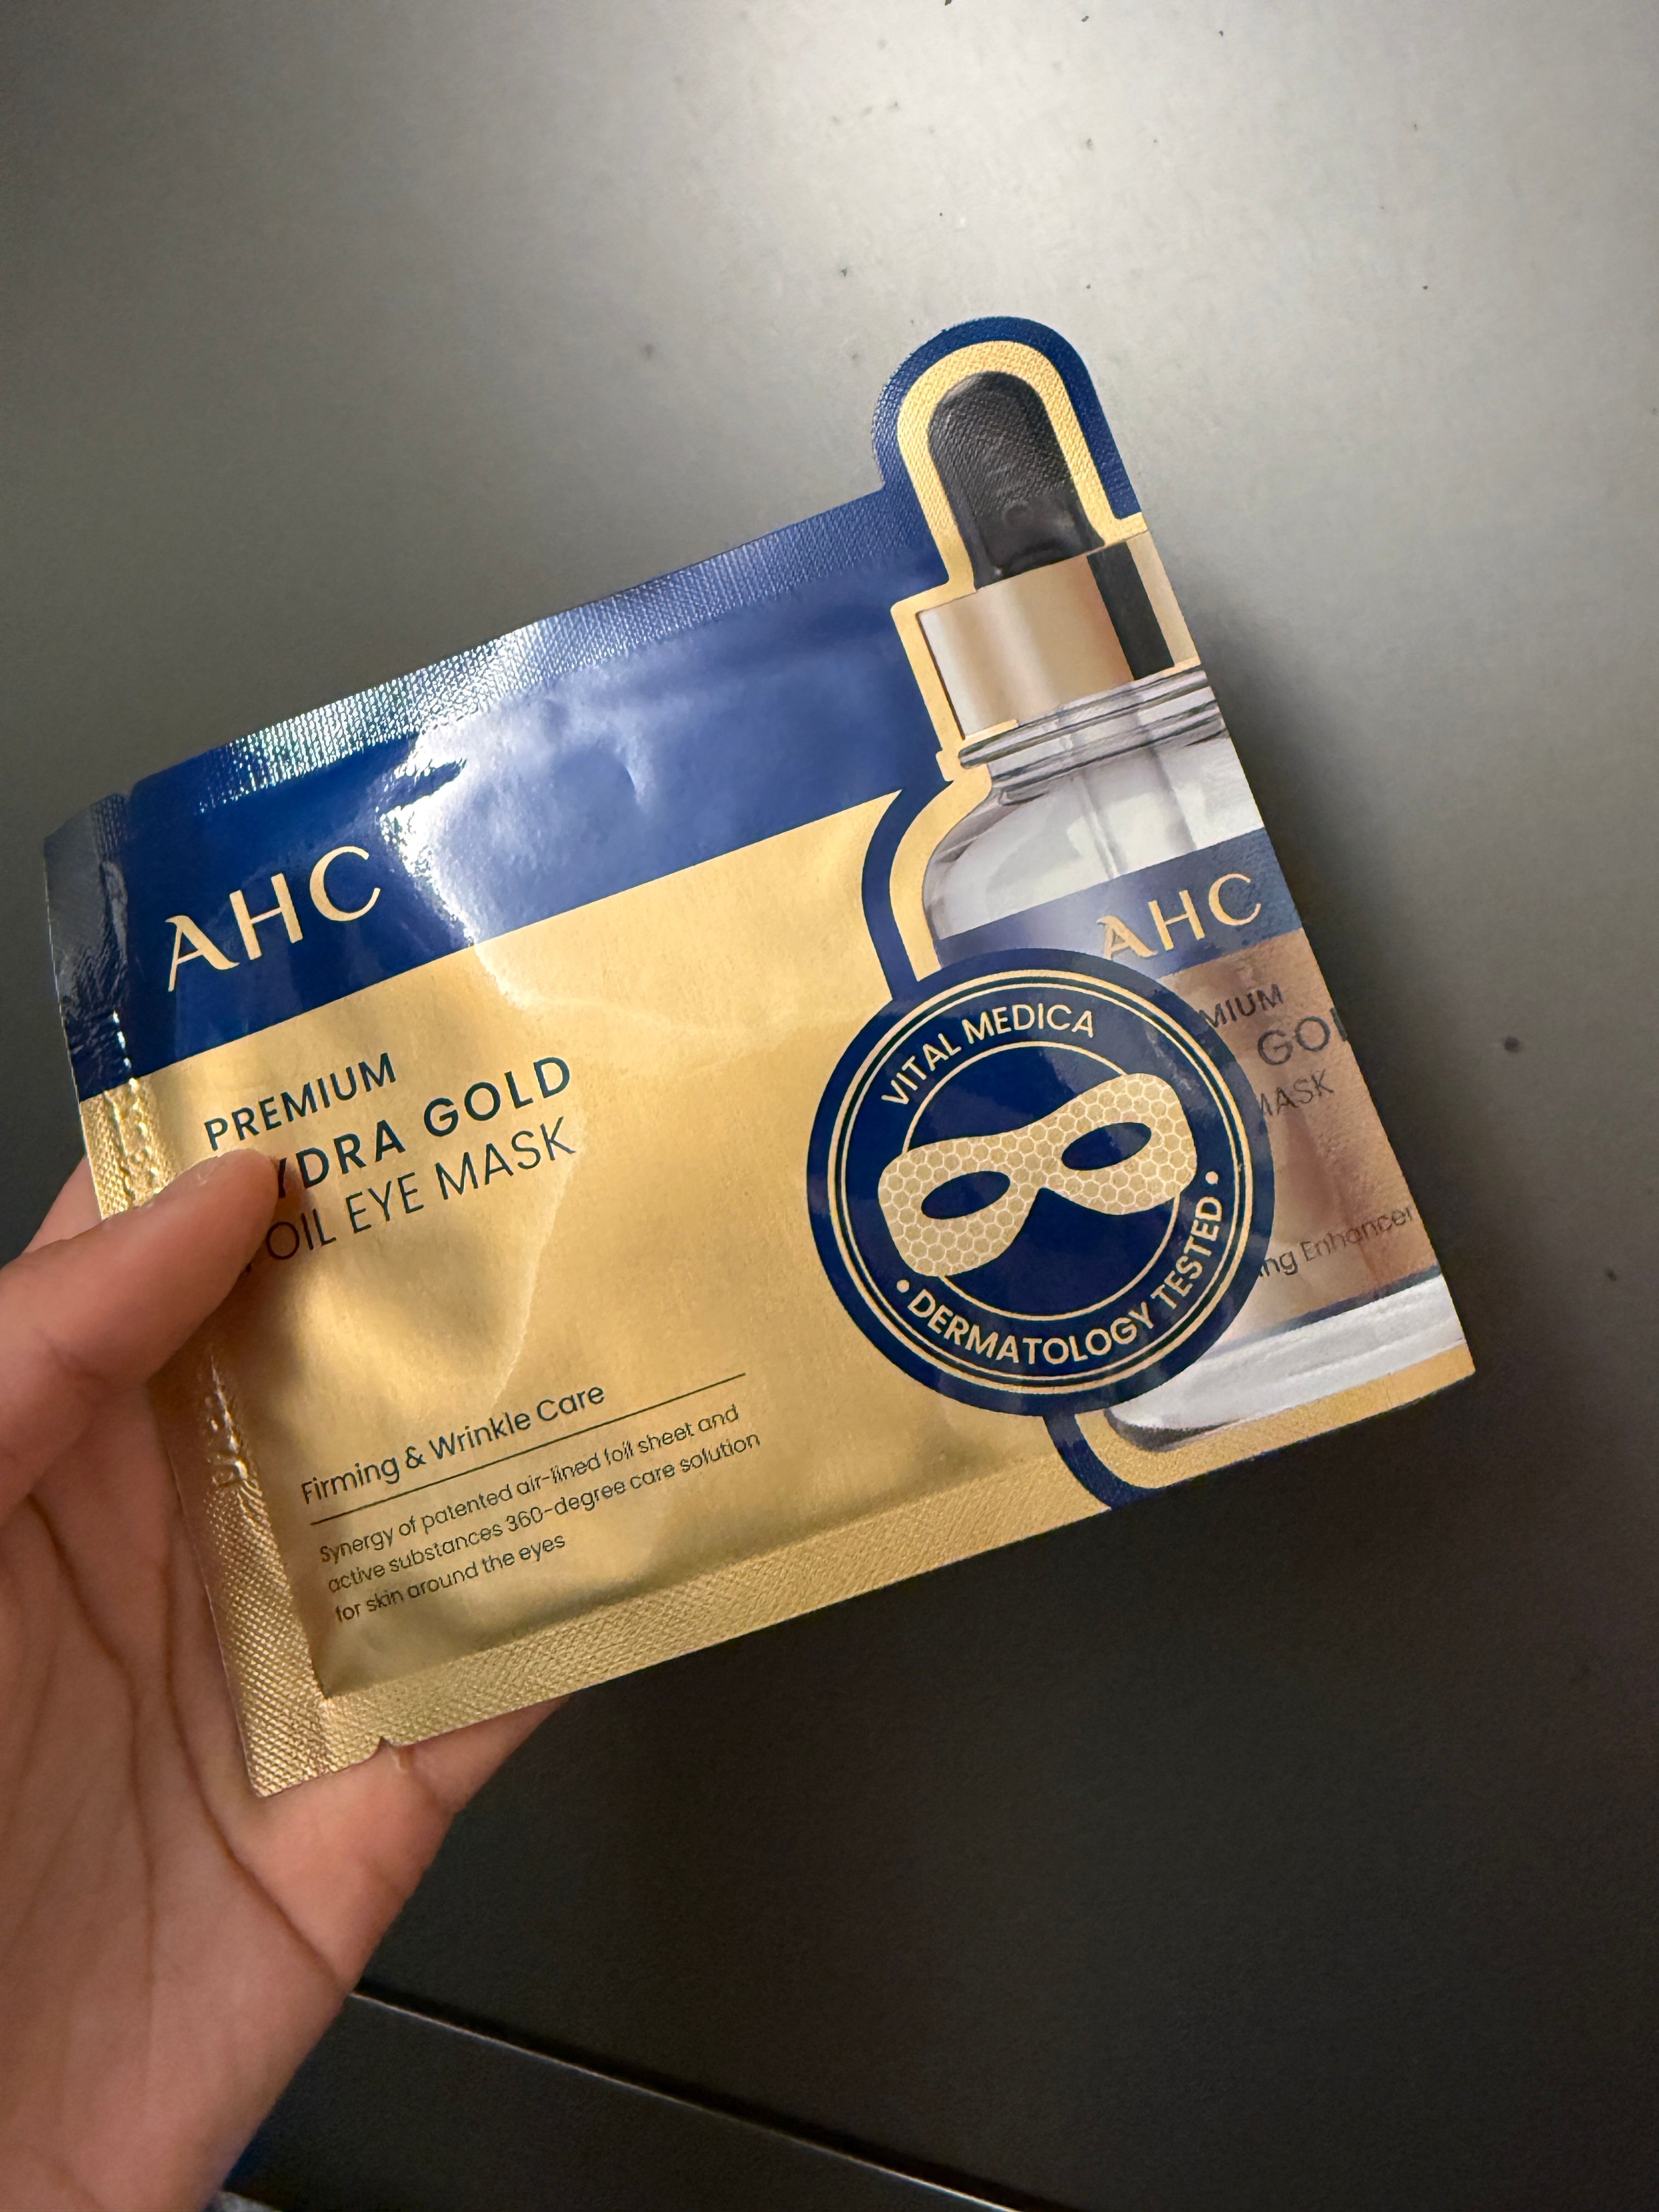 AHC
PREMIUM
YDRA GOLD
OIL EYE MASK
Firming & Wrinkle Care
Synergy of patented air-lined foil sheet and
active substances 360-degree care solution
for skin around the eyes
VITAL MEDICA
• DERMATOLOGY TESTED •
AHC
MIUM
GOL
MASK
ng Enhancer